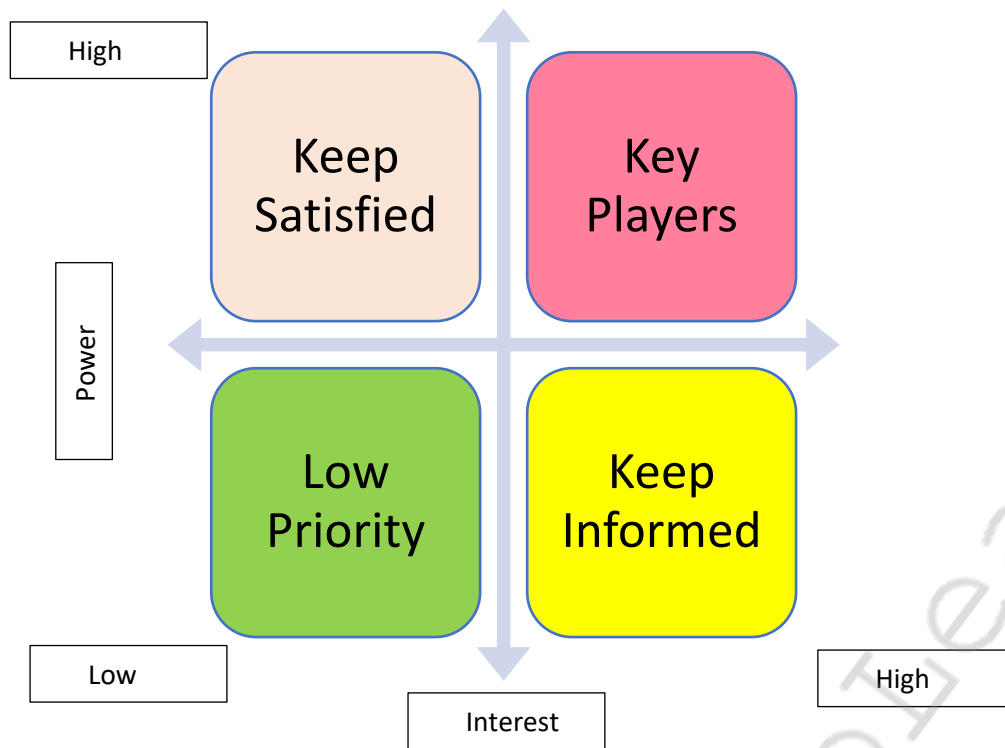 High
Keep
Satisfied
Key
Players
Power
Low
Priority
Keep
Informed
Low
High
Interest